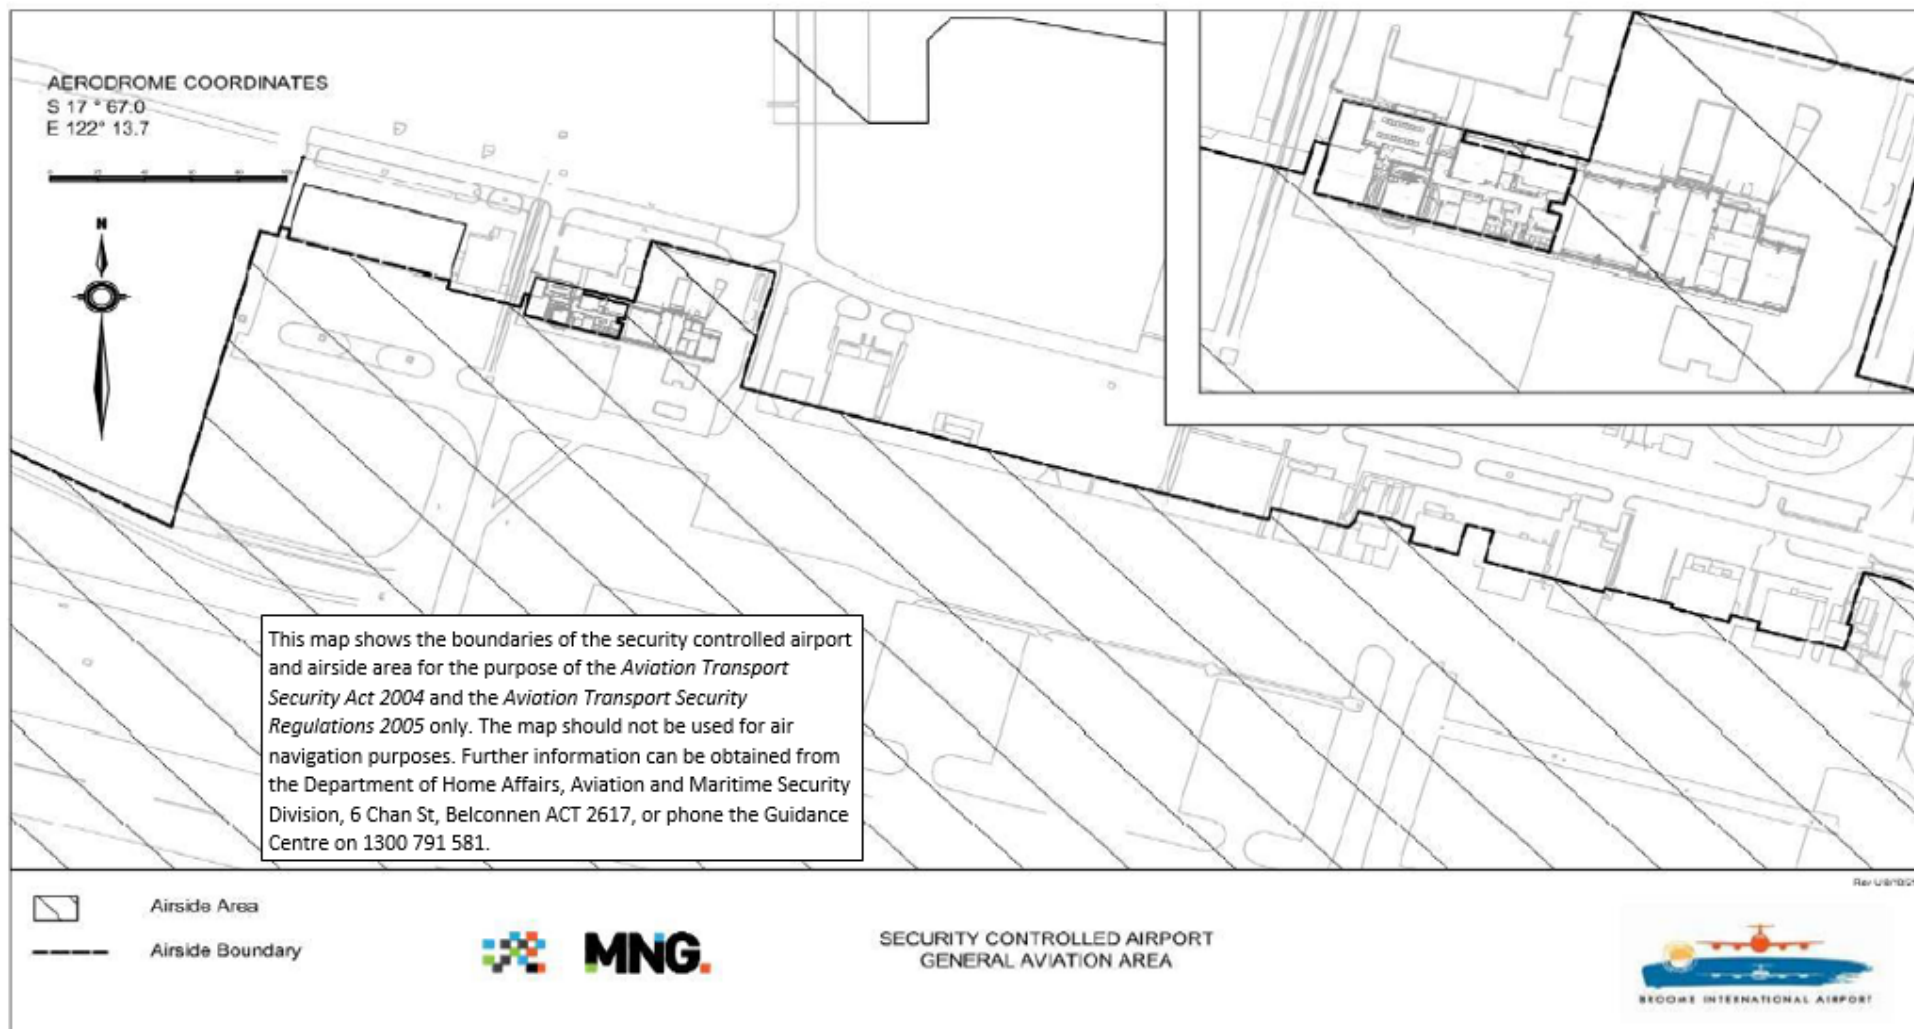 AERODROME COORDINATES
S 17 ° 67.0
E 122° 13.7
N
This map shows the boundaries of the security controlled airport
and airside area for the purpose of the Aviation Transport
Security Act 2004 and the Aviation Transport Security
Regulations 2005 only. The map should not be used for air
navigation purposes. Further information can be obtained from
the Department of Home Affairs, Aviation and Maritime Security
Division, 6 Chan St, Belconnen ACT 2617, or phone the Guidance
Centre on 1300 791 581.
Airside Area
Airside Boundary
MNG.
SECURITY CONTROLLED AIRPORT
GENERAL AVIATION AREA
Rev
BROOME INTERNATIONAL AIRPORT